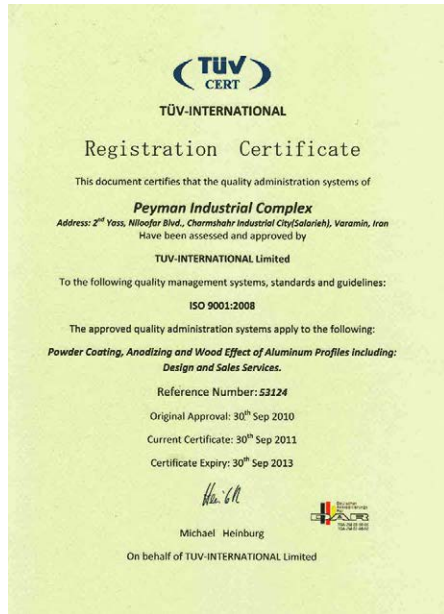 TÜV
CERT
TÜV-INTERNATIONAL
Registration Certificate
This document certifies that the quality administration systems of
Peyman Industrial Complex
Address: 2nd Yass, Niloofar Blvd., Charmshahr Industrial City(Salarieh), Varamin, Iran
Have been assessed and approved by
TUV-INTERNATIONAL Limited
To the following quality management systems, standards and guidelines:
ISO 9001:2008
The approved quality administration systems apply to the following:
Powder Coating, Anodizing and Wood Effect of Aluminum Profiles including:
Design and Sales Services.
Reference Number: 53124
Original Approval: 30th Sep 2010
Current Certificate: 30th Sep 2011
Certificate Expiry: 30th Sep 2013
DAR
Michael Heinburg
On behalf of TUV-INTERNATIONAL Limited